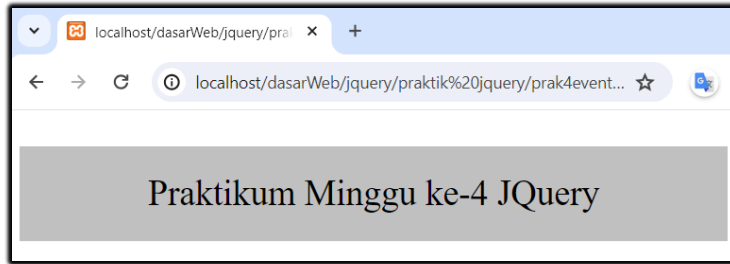 localhost/dasarWeb/jquery/pra
localhost/dasarWeb/jquery/praktik%20jquery/prak4event...
Praktikum Minggu ke-4 JQuery